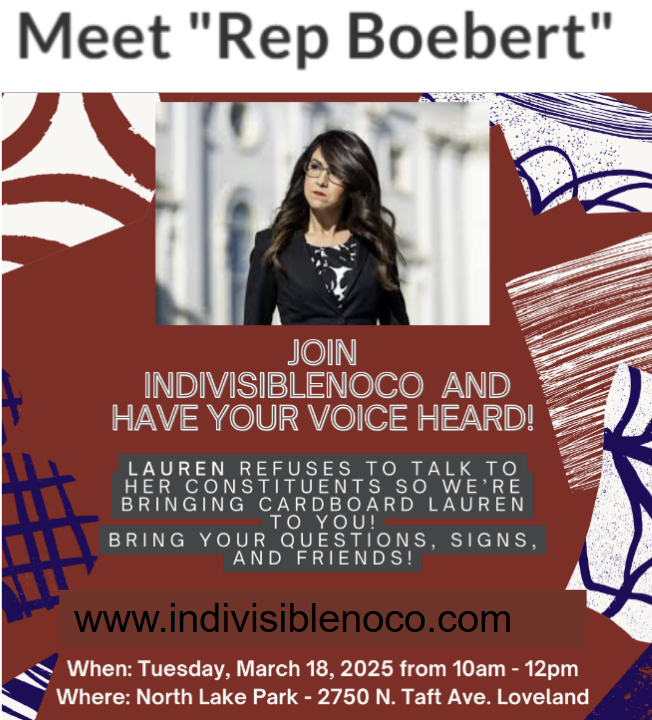 Meet "Rep Boebert"
JOIN
INDIVISIBLENOCO AND
HAVE YOUR VOICE HEARD!
LAUREN REFUSES TO TALK TO
HER CONSTITUENTS SO WE'RE
BRINGING CARDBOARD LAUREN
TO YOU!
BRING YOUR QUESTIONS, SIGNS,
AND FRIENDS!
www.indivisiblenoco.com
When: Tuesday, March 18, 2025 from 10am - 12pm
Where: North Lake Park - 2750 N. Taft Ave. Loveland